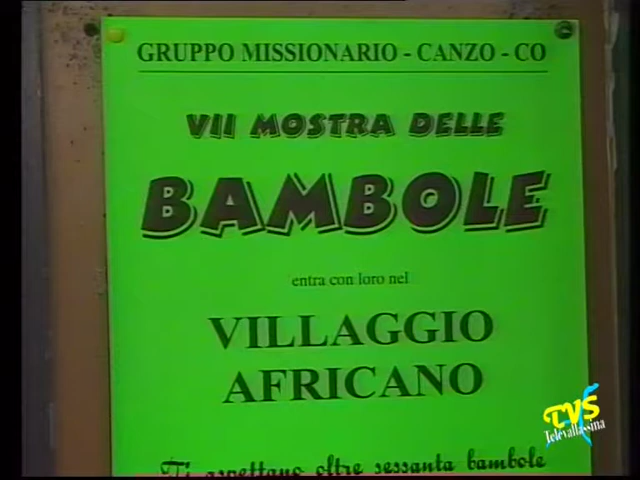 GRUPPO MISSIONARIO - CANZO - CO
VII MOSTRA DELLE
BAMBOLE
entra con loro nel
VILLAGGIO
AFRICANO
Ti aspettano oltre sessanta bambole
TVS
Televallassina